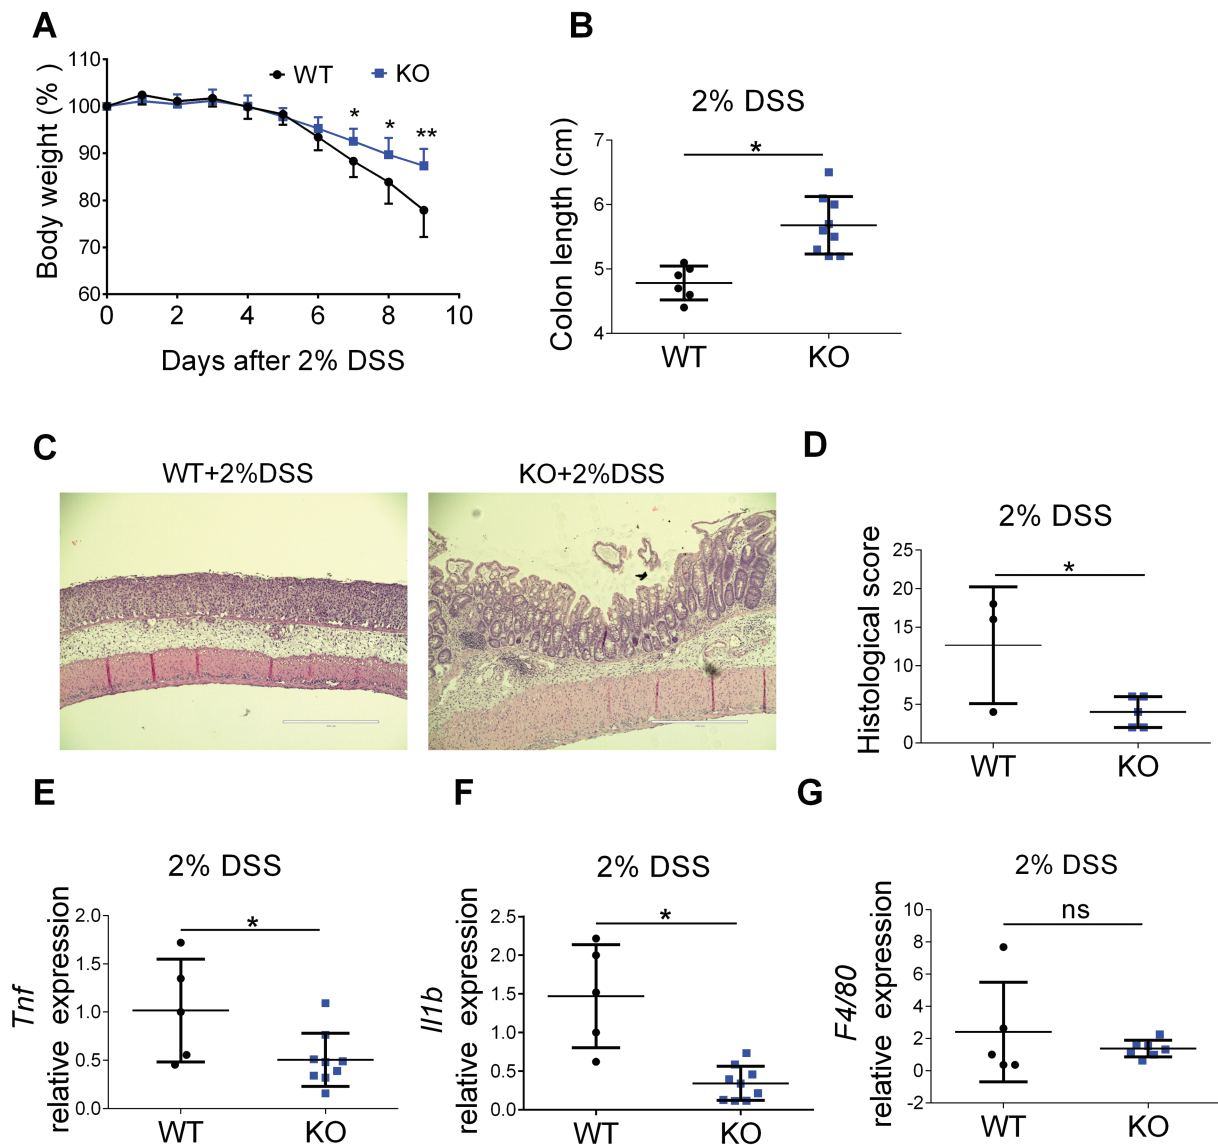 A
110
100
90
80
70
60
Body weight (% )
WT
KO
*
*
**
0
2
4
6
8
10
Days after 2% DSS
B
2% DSS
*
7
6
5
4
Colon length (cm)
WT
KO
C
WT+2%DSS
KO+2%DSS
D
2% DSS
*
25
20
15
10
5
0
Histological score
WT
KO
E
2% DSS
*
2.0
1.5
1.0
0.5
0.0
Tnf
relative expression
WT
KO
F
2% DSS
*
2.5
2.0
1.5
1.0
0.5
0.0
Il1b
relative expression
WT
KO
G
2% DSS
ns
10
8
6
4
2
0
-2
F4/80
relative expression
WT
KO